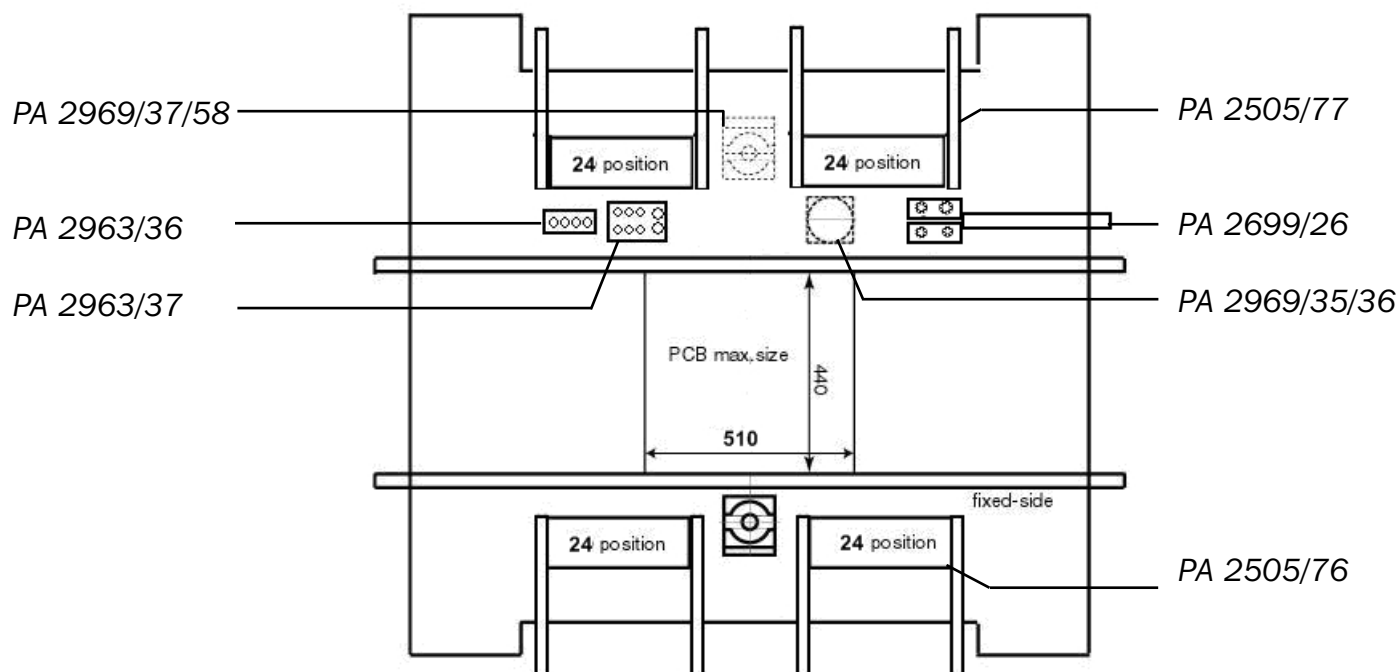 PA 2969/37/58
PA 2505/77
24 position
24 position
PA 2963/36
PA 2699/26
PA 2963/37
PA 2969/35/36
PCB max.size
440
510
fixed-side
24 position
24 position
PA 2505/76